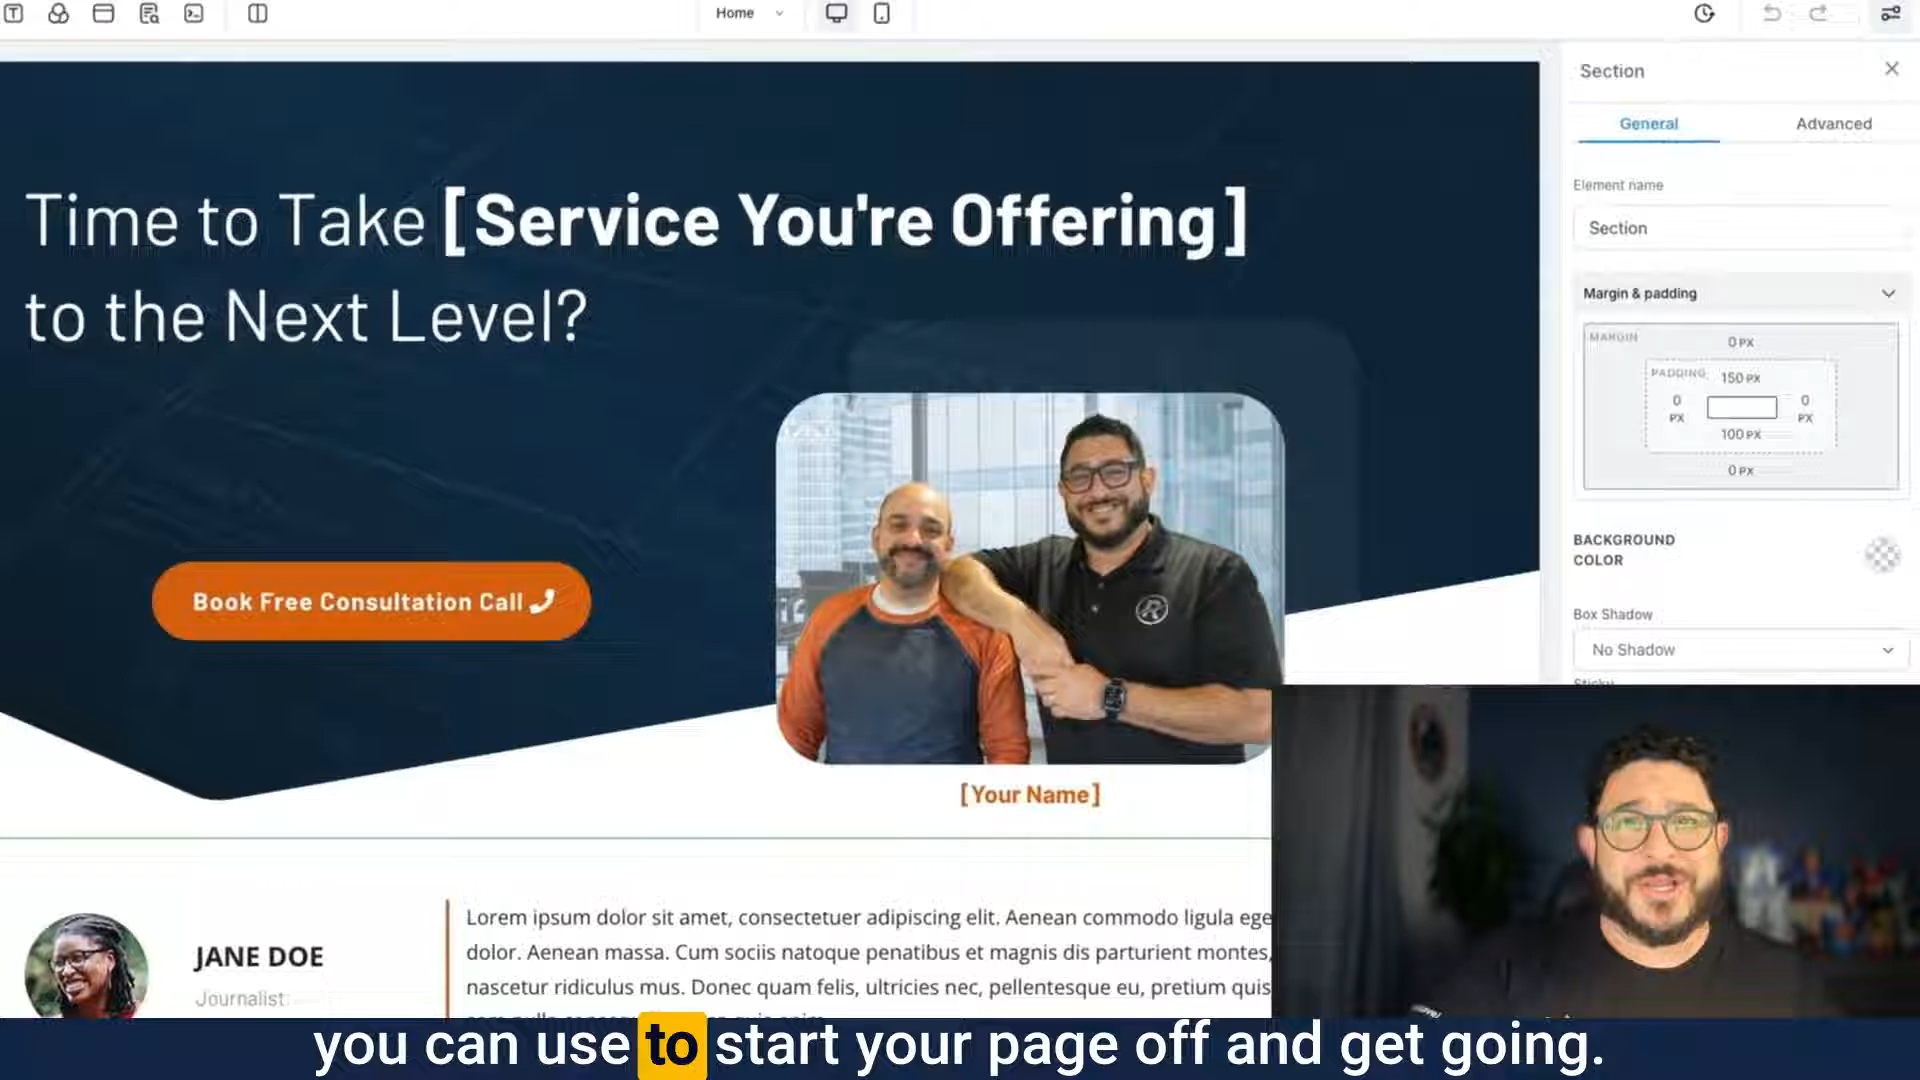 Home
Section
General
Advanced
Element name
Section
Margin & padding
MARGIN
0 PX
PADDING
150 PX
0
PX
0
PX
100 PX
0 PX
BACKGROUND
COLOR
Box Shadow
No Shadow
Sticky
Time to Take [Service You're Offering]
to the Next Level?
Book Free Consultation Call
R
[Your Name]
JANE DOE
Journalist
Lorem ipsum dolor sit amet, consectetuer adipiscing elit. Aenean commodo ligula ege
dolor. Aenean massa. Cum sociis natoque penatibus et magnis dis parturient montes,
nascetur ridiculus mus. Donec quam felis, ultricies nec, pellentesque eu, pretium quis
you can use to start your page off and get going.